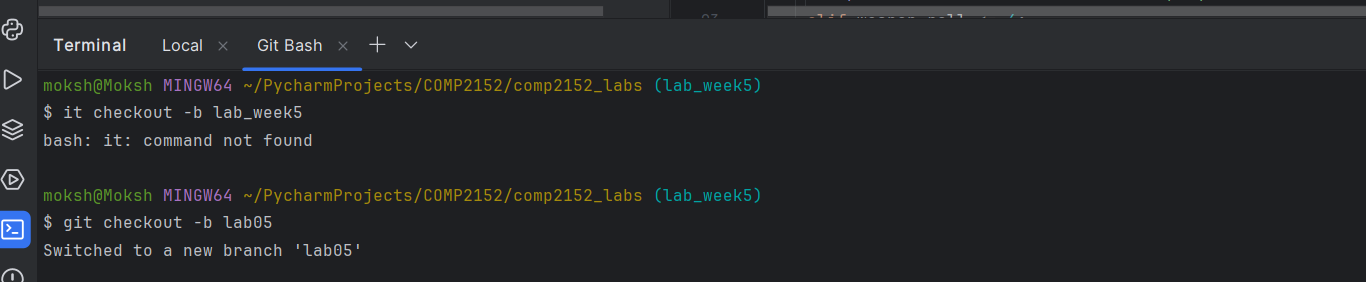 Terminal Local × Git Bash ×
moksh@Moksh MINGW64 ~/PycharmProjects/COMP2152/comp2152_labs (lab_week5)
$ it checkout -b lab_week5
bash: it: command not found
moksh@Moksh MINGW64 ~/PycharmProjects/COMP2152/comp2152_labs (lab_week5)
$ git checkout -b lab05
Switched to a new branch 'lab05'